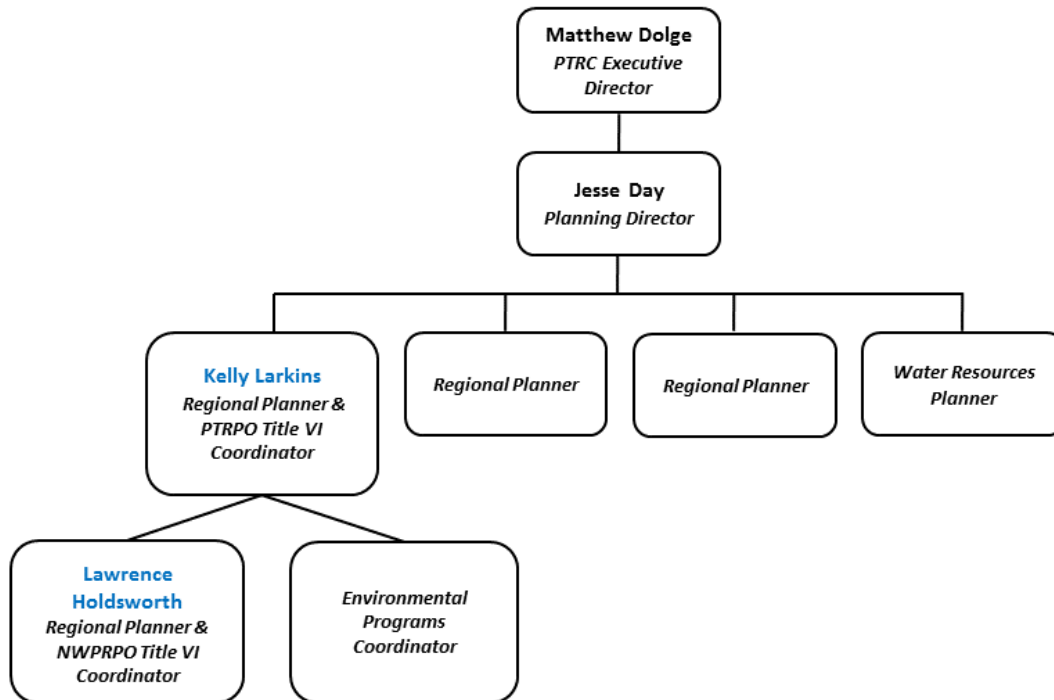 Matthew Dolge
PTRC Executive
Director
Jesse Day
Planning Director
Kelly Larkins
Regional Planner &
PTRPO Title VI
Coordinator
Regional Planner
Regional Planner
Water Resources
Planner
Lawrence
Holdsworth
Regional Planner &
NWPRPO Title VI
Coordinator
Environmental
Programs
Coordinator